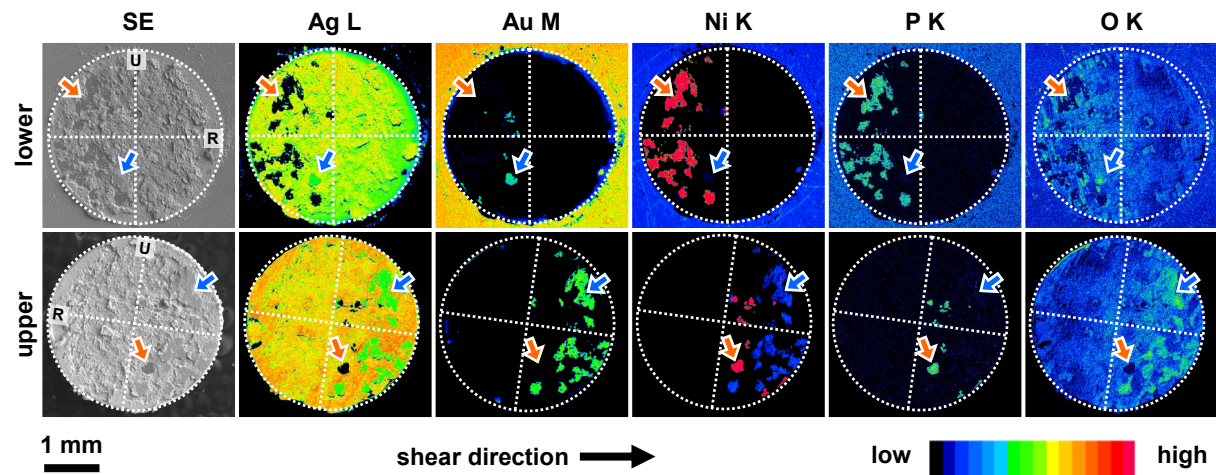 SE Ag L Au M Ni K P K O K
lower
U
R
upper
U
R
1 mm
shear direction
low
high